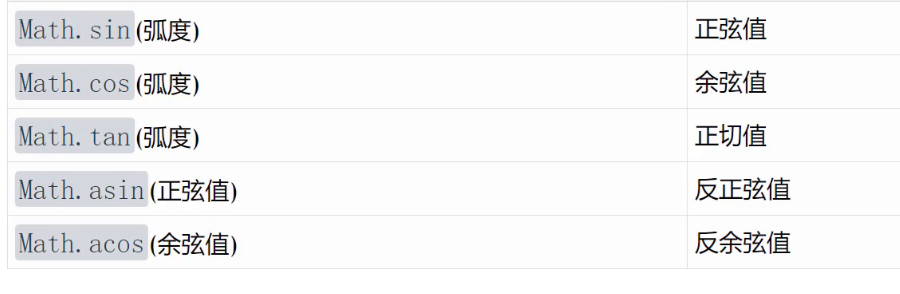 Math.sin(弧度) 正弦值
Math.cos(弧度) 余弦值
Math.tan(弧度) 正切值
Math.asin(正弦值) 反正弦值
Math.acos(余弦值) 反余弦值